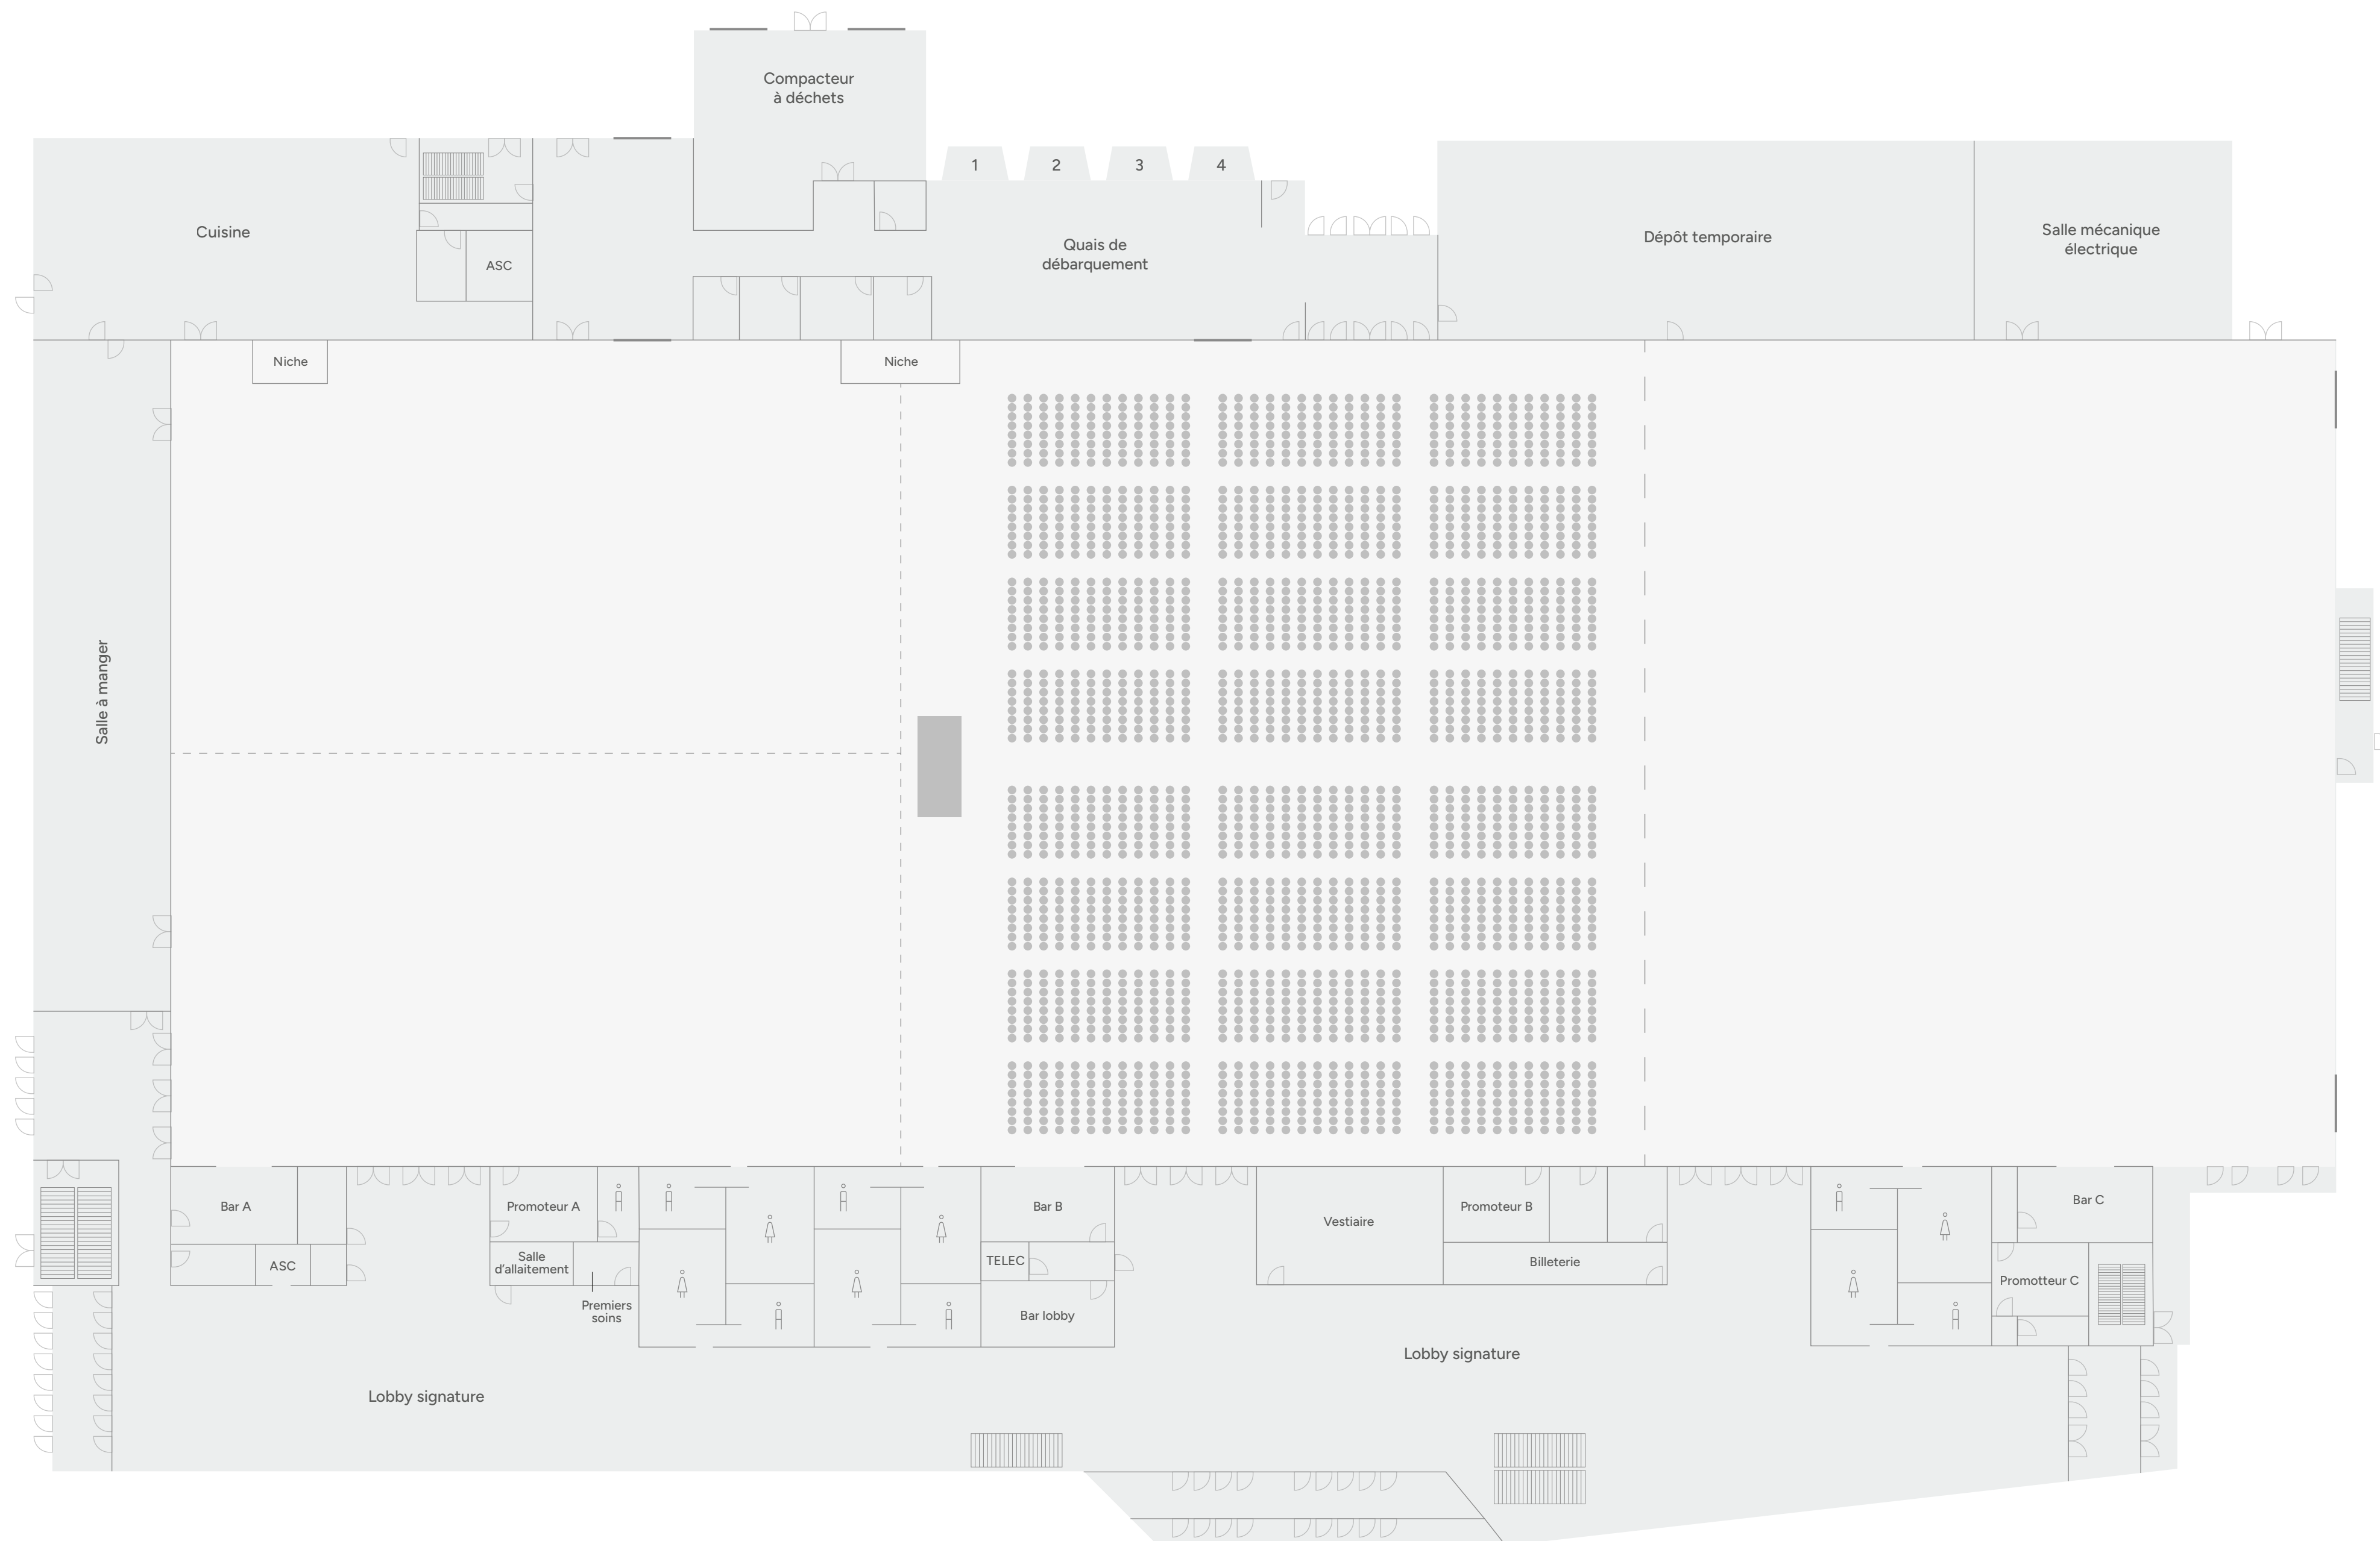 Compacteur
à déchets
1
2
3
4
Cuisine
ASC
Quais de
débarquement
Dépôt temporaire
Salle mécanique
électrique
Niche
Niche
Salle à manger
Bar A
ASC
Promoteur A
Salle
d'allaitement
Premiers
soins
Bar B
TELEC
Bar lobby
Vestiaire
Promoteur B
Billeterie
Bar C
Promotteur C
Lobby signature
Lobby signature